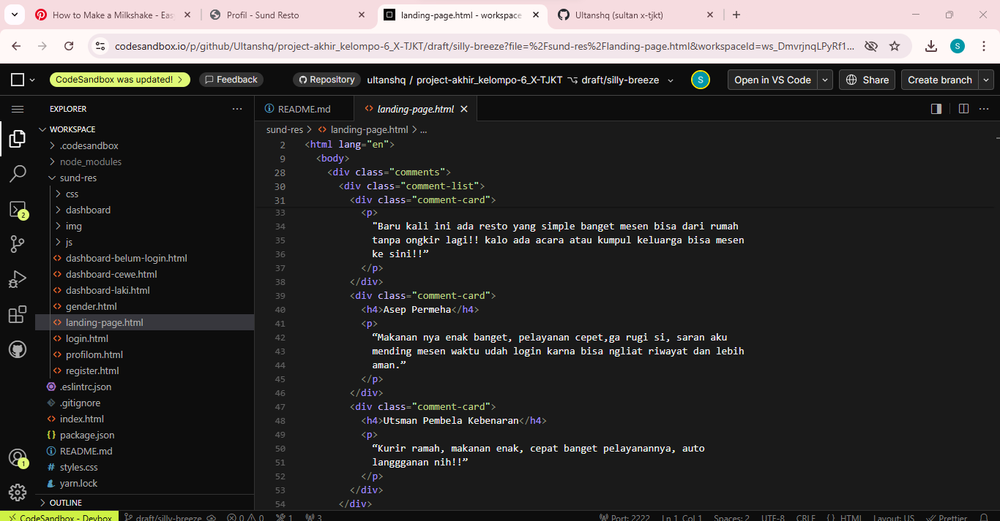 How to Make a Milkshake - Eas
Profil - Sund Resto
landing-page.html - workspace
Ultanshq (sultan x-tjkt)
codesandbox.io/p/github/Ultanshq/project-akhir_kelompo-6_X-TJKT/draft/silly-breeze?file=%2Fsund-res%2Flanding-page.html&workspaceId=ws_DmvrjnqLPyRf1...
S
CodeSandbox was updated!
Feedback
Repository
ultanshq / project-akhir_kelompo-6_X-TJKT
draft/silly-breeze
S
Open in VS Code
Share
Create branch
EXPLORER
WORKSPACE
.codesandbox
node_modules
sund-res
css
dashboard
img
js
dashboard-belum-login.html
dashboard-cewe.html
dashboard-laki.html
gender.html
landing-page.html
login.html
profilom.html
register.html
.eslintrc.json
.gitignore
index.html
package.json
README.md
styles.css
yarn.lock
OUTLINE
2
1
README.md
landing-page.html
sund-res > landing-page.html > ...
2 <html lang="en">
9 <body>
28 <div class="comments">
30 <div class="comment-list">
31 <div class="comment-card">
33 <p>
34 "Baru kali ini ada resto yang simple banget mesen bisa dari rumah
35 tanpa ongkir lagi!! kalo ada acara atau kumpul keluarga bisa mesen
36 ke sini!!”
37 </p>
38 </div>
39 <div class="comment-card">
40 <h4>Asep Permeha</h4>
41 <p>
42 “Makanan nya enak banget, pelayanan cepet,ga rugi si, saran aku
43 mending mesen waktu udah login karna bisa ngliat riwayat dan lebih
44 aman.”
45 </p>
46 </div>
47 <div class="comment-card">
48 <h4>Utsman Pembela Kebenaran</h4>
49 <p>
50 “Kurir ramah, makanan enak, cepat banget pelayanannya, auto
51 langgganan nih!!”
52 </p>
53 </div>
54 </div>
CodeSandbox - Devbox
draft/silly-breeze
0
0
1
3
Port: 2222
Ln 1, Col 1
Spaces: 2
UTF-8
CRLF
{ } HTML
Layout: US
Prettier